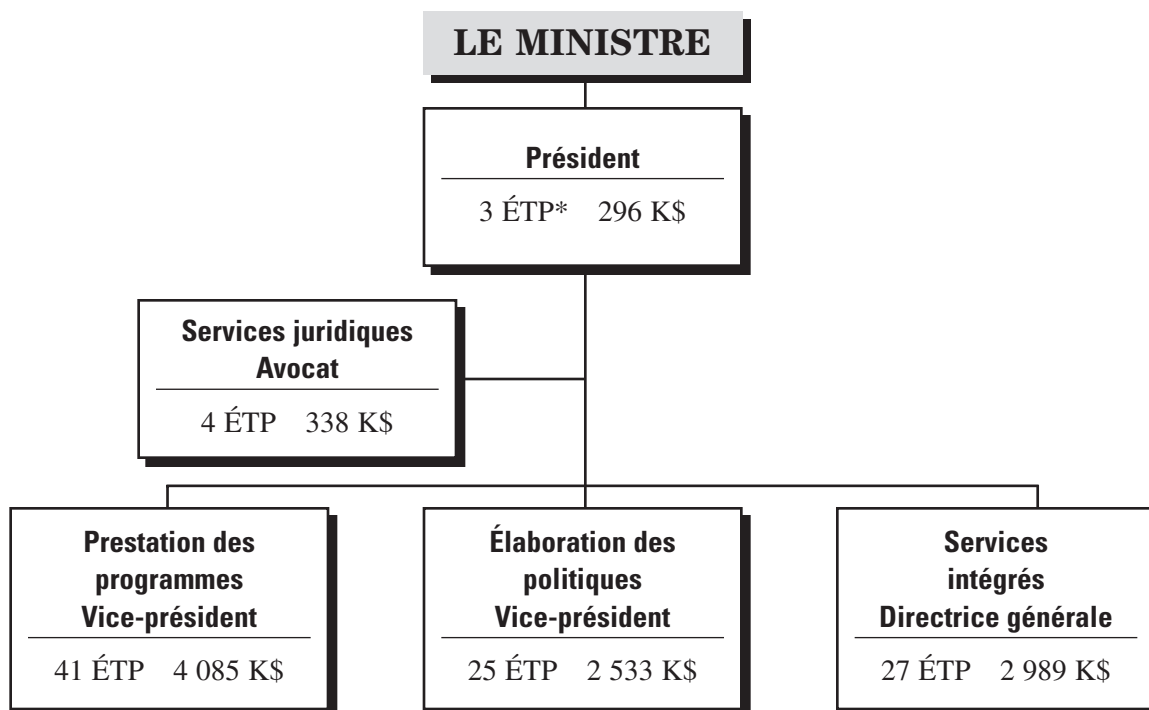 LE MINISTRE
Président
3 ÉTP* 296 K$
Services juridiques
Avocat
4 ÉTP 338 K$
Prestation des
programmes
Vice-président
41 ÉTP 4 085 K$
Élaboration des
politiques
Vice-président
25 ÉTP 2 533 K$
Services
intégrés
Directrice générale
27 ÉTP 2 989 K$